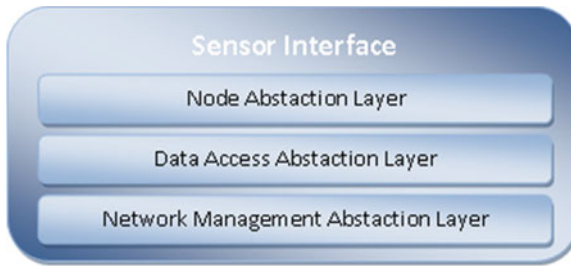 Sensor Interface
Node Abstaction Layer
Data Access Abstaction Layer
Network Management Abstaction Layer